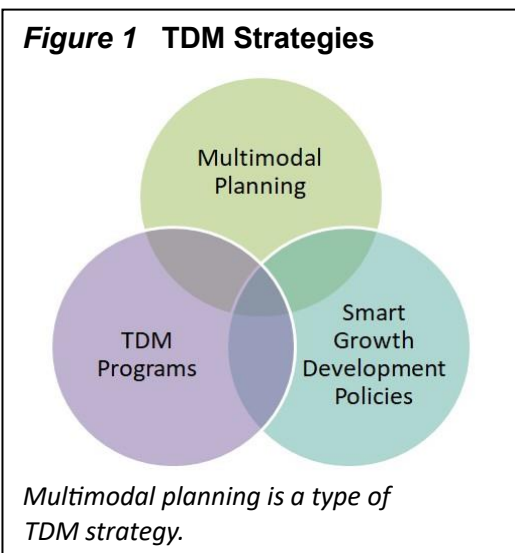 Figure 1 TDM Strategies
Multimodal
Planning
TDM
Programs
Smart
Growth
Development
Policies
Multimodal planning is a type of
TDM strategy.